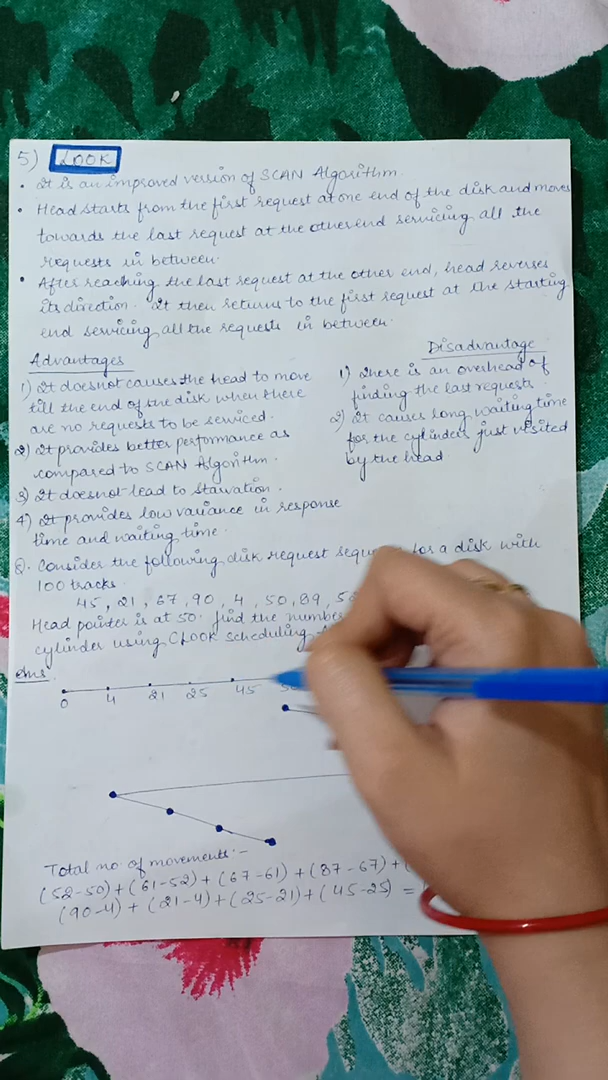 5) LOOK
• It is an improved version of SCAN Algorithm.
• Head starts from the first request at one end of the disk and moves
towards the last request at the other end servicing all the
requests in between.
• After reaching the last request at the other end, head reverses
its direction. It then returns to the first request at the starting
end servicing all the requests in between.
Advantages
1) It doesnot causes the head to move
till the end of the disk when there
are no requests to be serviced.
2) It provides better performance as
compared to SCAN Algorithm.
3) It doesnot lead to starvation.
4) It provides low variance in response
time and waiting time.
Disadvantage
1) There is an overhead of
finding the last requests.
2) It causes long waiting time
for the cylinders just visited
by the head.
Q. Consider the following disk request for a disk with
100 tracks.
45, 21, 67, 90, 4, 50, 89, 52
Head pointer is at 50. find the number
cylinder using CLOOK scheduling
Ans.
0 4 21 25 45 50
Total no of movements:-
(52-50) + (61-52) + (67-61) + (87-67) +
(90-4) + (21-4) + (25-21) + (45-25) =